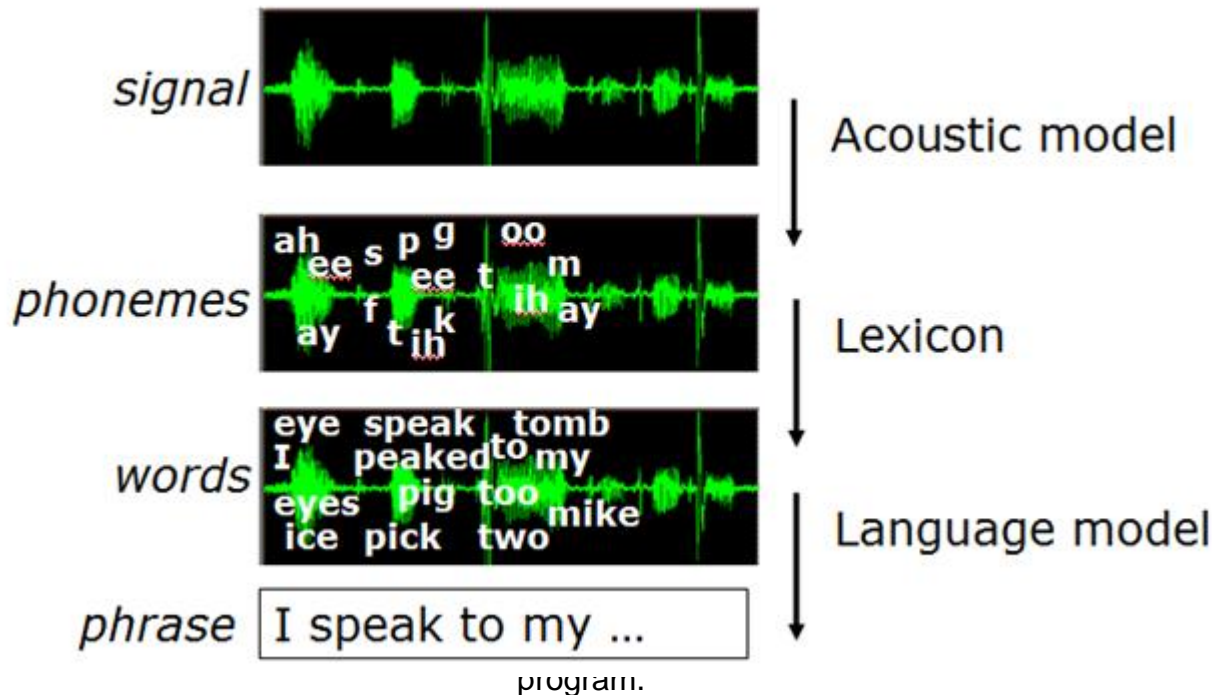 signal
Acoustic model
ah ee s p g oo
ee t m
phonemes
ay f t ih k ih ay
Lexicon
eye speak tomb
I peaked to my
words
eyes pig too mike
ice pick two
Language model
phrase
I speak to my ...
program.